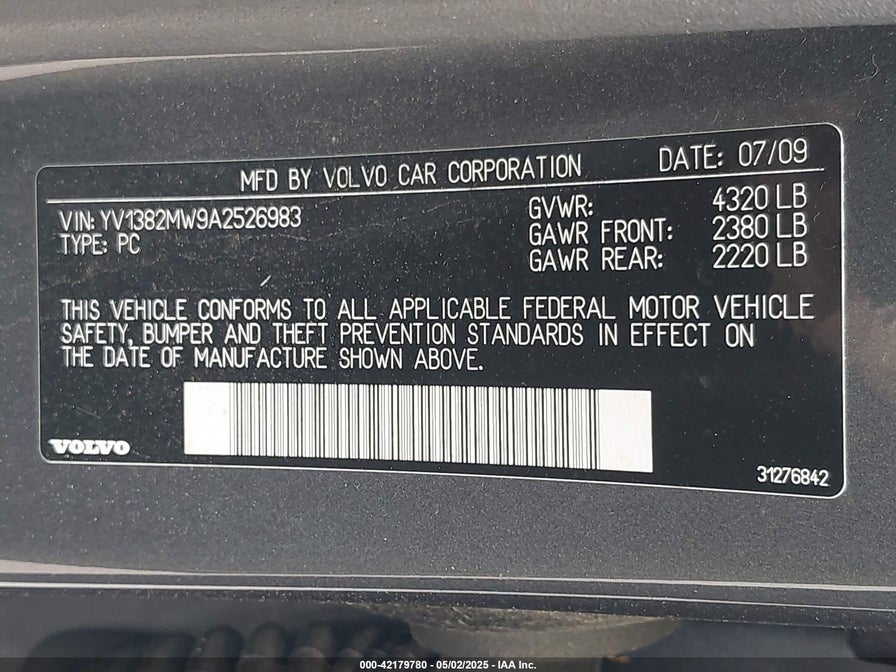 MFD BY VOLVO CAR CORPORATION DATE: 07/09
VIN: YV1382MW9A2526983 GVWR: 4320 LB
TYPE: PC GAWR FRONT: 2380 LB
GAWR REAR: 2220 LB
THIS VEHICLE CONFORMS TO ALL APPLICABLE FEDERAL MOTOR VEHICLE
SAFETY, BUMPER AND THEFT PREVENTION STANDARDS IN EFFECT ON
THE DATE OF MANUFACTURE SHOWN ABOVE.
VOLVO
31276842
000-42179780 - 05/02/2025 - IAA Inc.